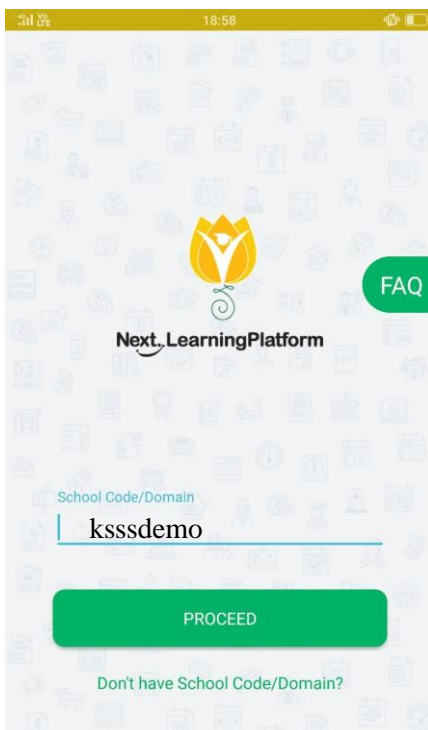 18:58
FAQ
Next..LearningPlatform
School Code/Domain
ksssdemo
PROCEED
Don't have School Code/Domain?